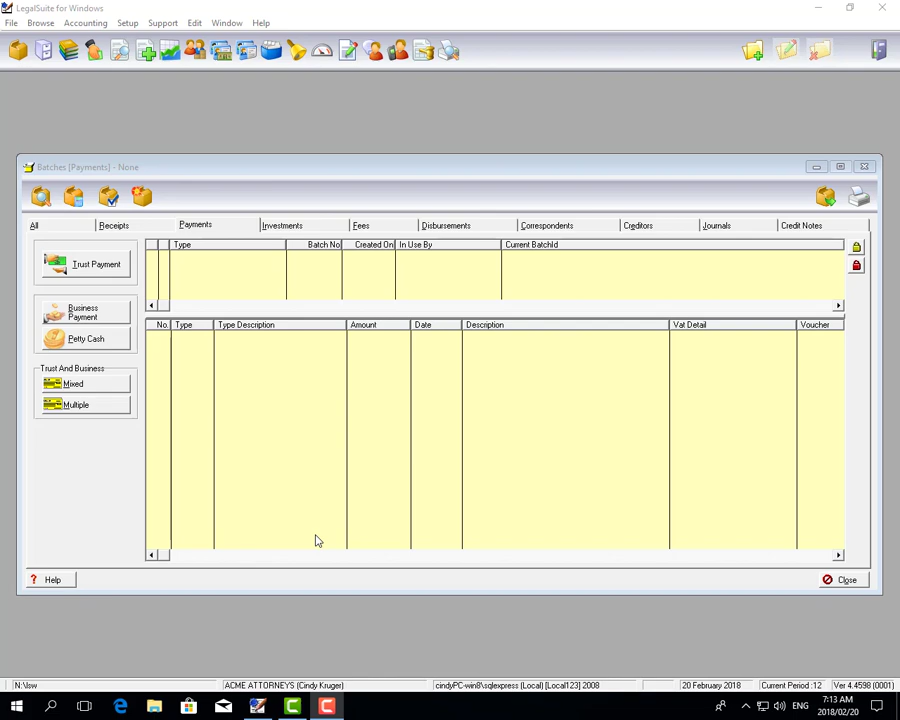 LegalSuite for Windows
File Browse Accounting Setup Support Edit Window Help
Batches [Payments] - None
All Receipts Payments Investments Fees Disbursements Correspondents Creditors Journals Credit Notes
Trust Payment
Business
Payment
Petty Cash
Trust And Business
Mixed
Multiple
Type Batch No Created On In Use By Current BatchId
No. Type Type Description Amount Date Description Vat Detail Voucher
? Help
Close
N:\lsw ACME ATTORNEYS (Cindy Kruger) cindyPC-win8\sqlexpress (Local) [Local123] 2008 20 February 2018 Current Period :12 Ver 4.4598 (0001)
ENG
7:13 AM
2018/02/20